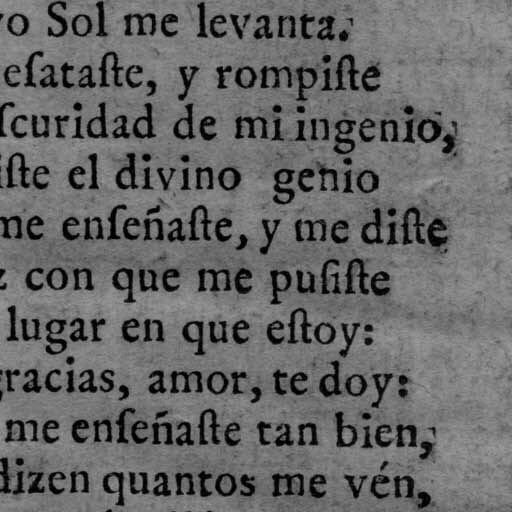 vo Sol me levanta.
esataste, y rompiste
scuridad de mi ingenio,
iste el divino genio
me enseñaste, y me diste
z con que me pusiste
lugar en que estoy:
gracias, amor, te doy:
me enseñaste tan bien,
dizen quantos me vén,